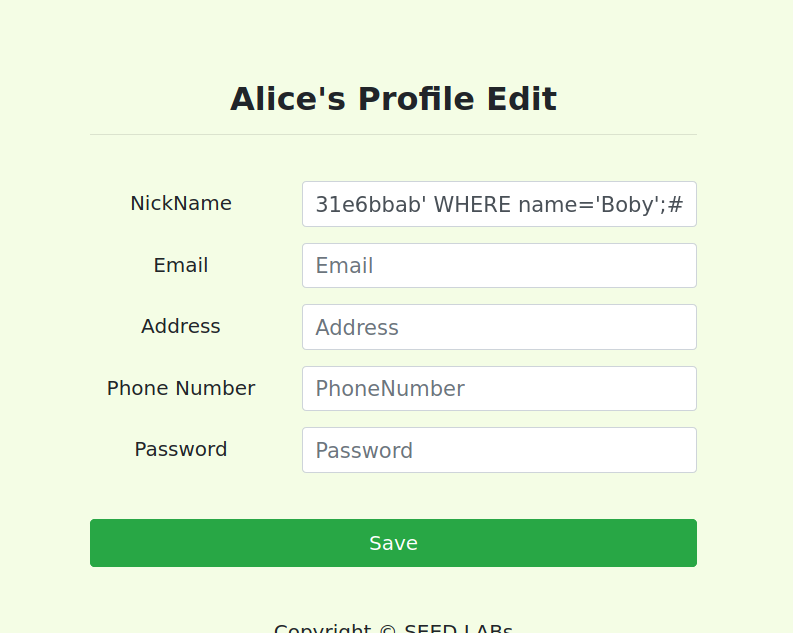 Alice's Profile Edit
NickName 31e6bbab' WHERE name='Boby';#
Email Email
Address Address
Phone Number PhoneNumber
Password Password
Save
Copyright © SEED LABs